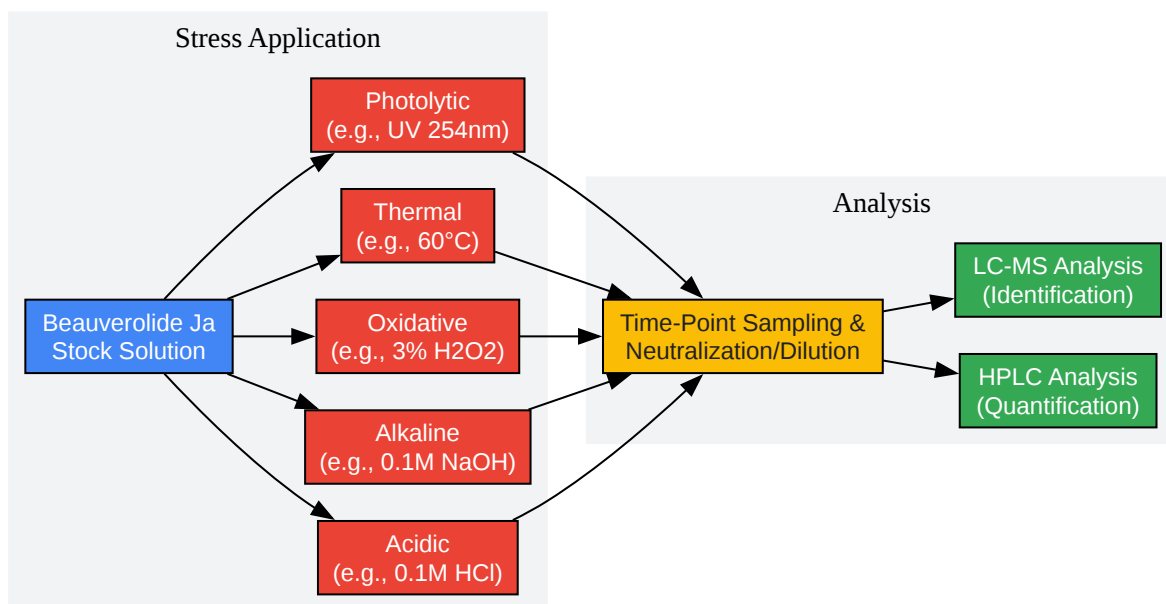 Stress Application
Photolytic
(e.g., UV 254nm)
Thermal
(e.g., 60°C)
Beauverolide Ja
Stock Solution
Oxidative
(e.g., 3% H2O2)
Alkaline
(e.g., 0.1M NaOH)
Acidic
(e.g., 0.1M HCl)
Analysis
Time-Point Sampling &
Neutralization/Dilution
LC-MS Analysis
(Identification)
HPLC Analysis
(Quantification)